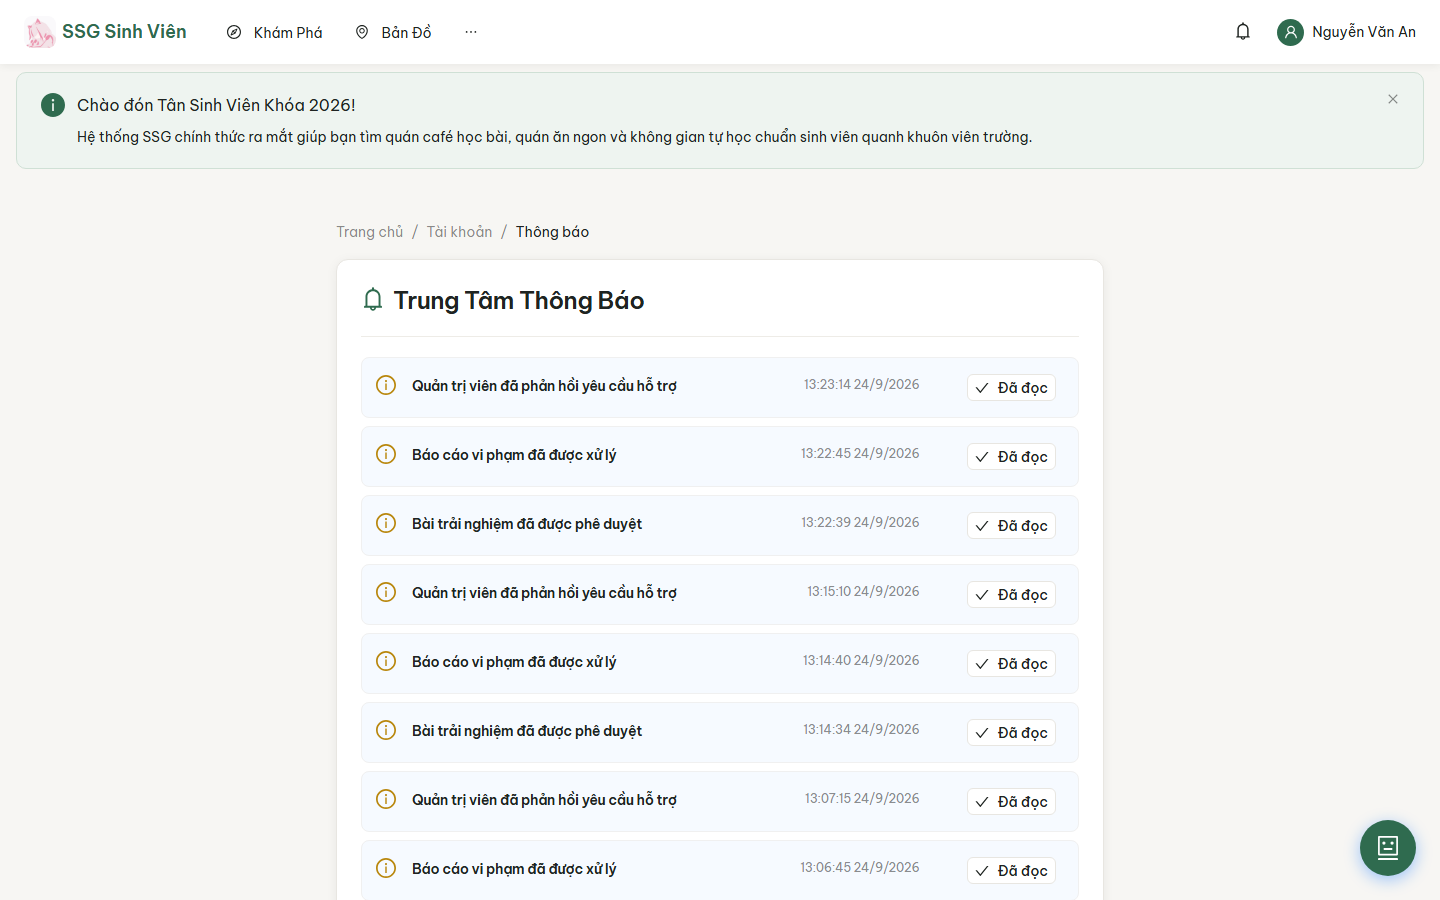 SSG Sinh Viên
Khám Phá
Bản Đồ
···
Nguyễn Văn An
Chào đón Tân Sinh Viên Khóa 2026!
Hệ thống SSG chính thức ra mắt giúp bạn tìm quán café học bài, quán ăn ngon và không gian tự học chuẩn sinh viên quanh khuôn viên trường.
Trang chủ / Tài khoản / Thông báo
Trung Tâm Thông Báo
Quản trị viên đã phản hồi yêu cầu hỗ trợ 13:23:14 24/9/2026 Đã đọc
Báo cáo vi phạm đã được xử lý 13:22:45 24/9/2026 Đã đọc
Bài trải nghiệm đã được phê duyệt 13:22:39 24/9/2026 Đã đọc
Quản trị viên đã phản hồi yêu cầu hỗ trợ 13:15:10 24/9/2026 Đã đọc
Báo cáo vi phạm đã được xử lý 13:14:40 24/9/2026 Đã đọc
Bài trải nghiệm đã được phê duyệt 13:14:34 24/9/2026 Đã đọc
Quản trị viên đã phản hồi yêu cầu hỗ trợ 13:07:15 24/9/2026 Đã đọc
Báo cáo vi phạm đã được xử lý 13:06:45 24/9/2026 Đã đọc